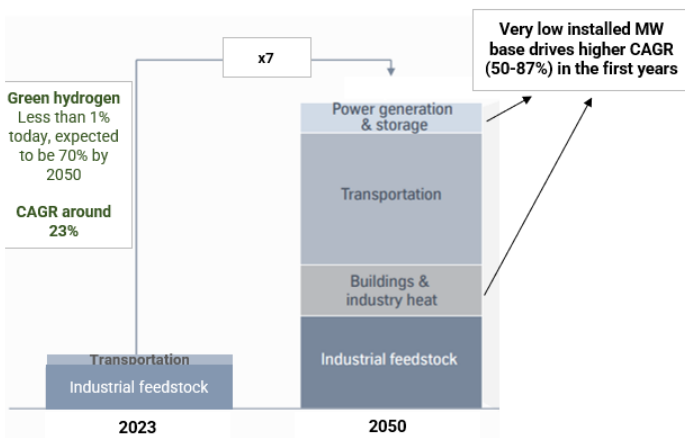 Very low installed MW
base drives higher CAGR
(50-87%) in the first years
x7
Green hydrogen
Less than 1%
today, expected
to be 70% by
2050
CAGR around
23%
Power generation
& storage
Transportation
Buildings &
industry heat
Industrial feedstock
Transportation
Industrial feedstock
2023
2050